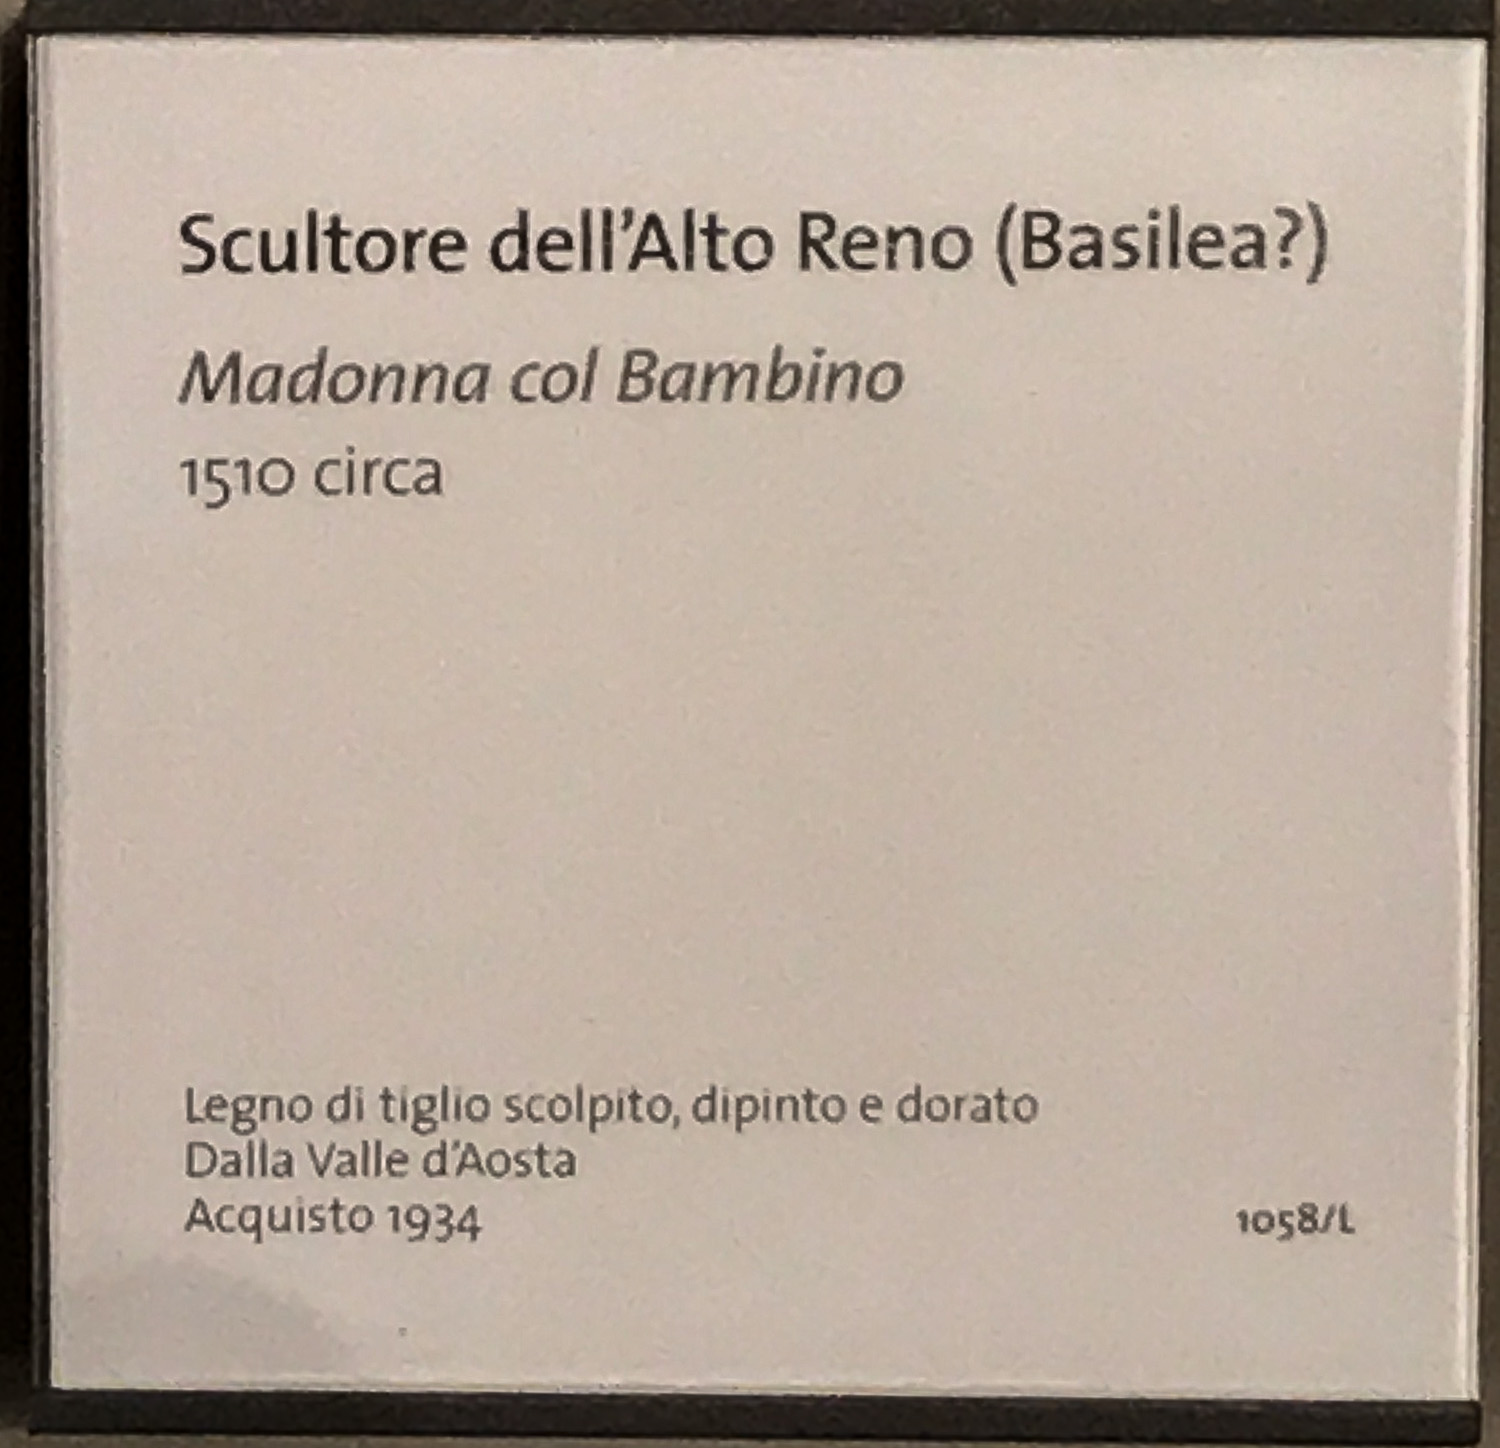 Scultore dell'Alto Reno (Basilea?)
Madonna col Bambino
1510 circa
Legno di tiglio scolpito, dipinto e dorato
Dalla Valle d'Aosta
Acquisto 1934
1058/L